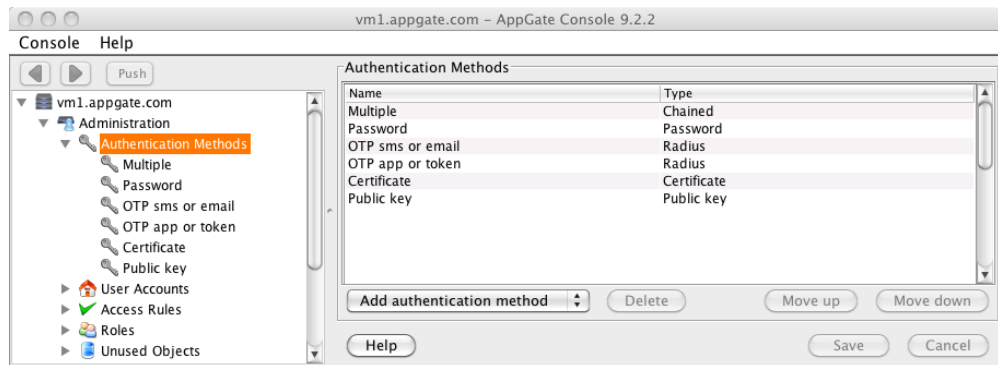 vm1.appgate.com – AppGate Console 9.2.2
Console Help
Push
vm1.appgate.com
Administration
Authentication Methods
Multiple
Password
OTP sms or email
OTP app or token
Certificate
Public key
User Accounts
Access Rules
Roles
Unused Objects
Authentication Methods
Name Type
Multiple Chained
Password Password
OTP sms or email Radius
OTP app or token Radius
Certificate Certificate
Public key Public key
Add authentication method Delete Move up Move down
Help Save Cancel